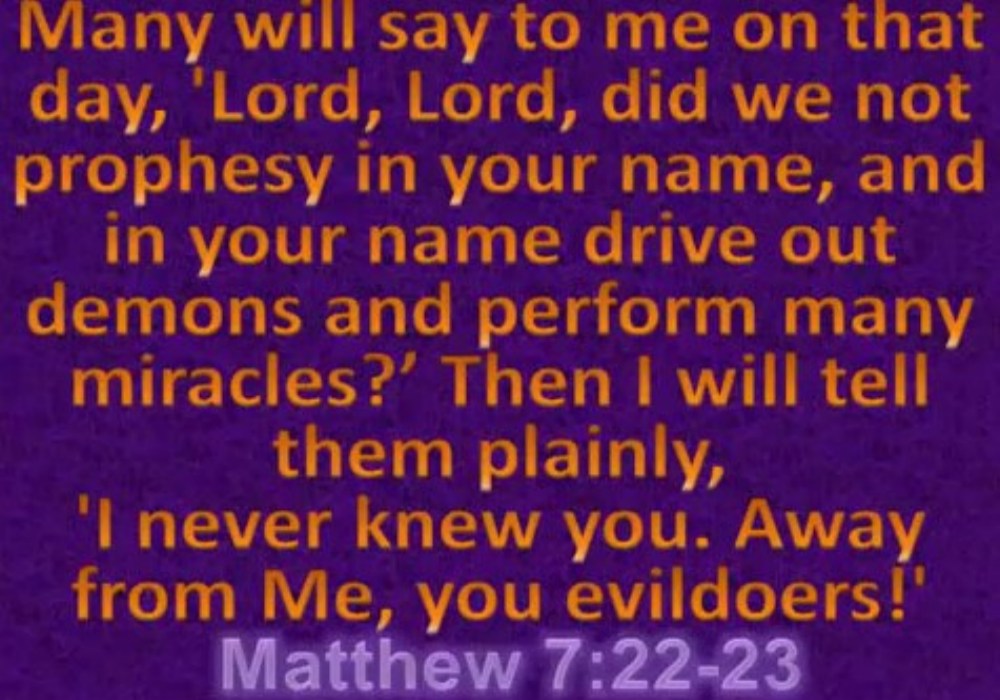 Many will say to me on that
day, 'Lord, Lord, did we not
prophesy in your name, and
in your name drive out
demons and perform many
miracles?’ Then I will tell
them plainly,
'I never knew you. Away
from Me, you evildoers!'
Matthew 7:22-23